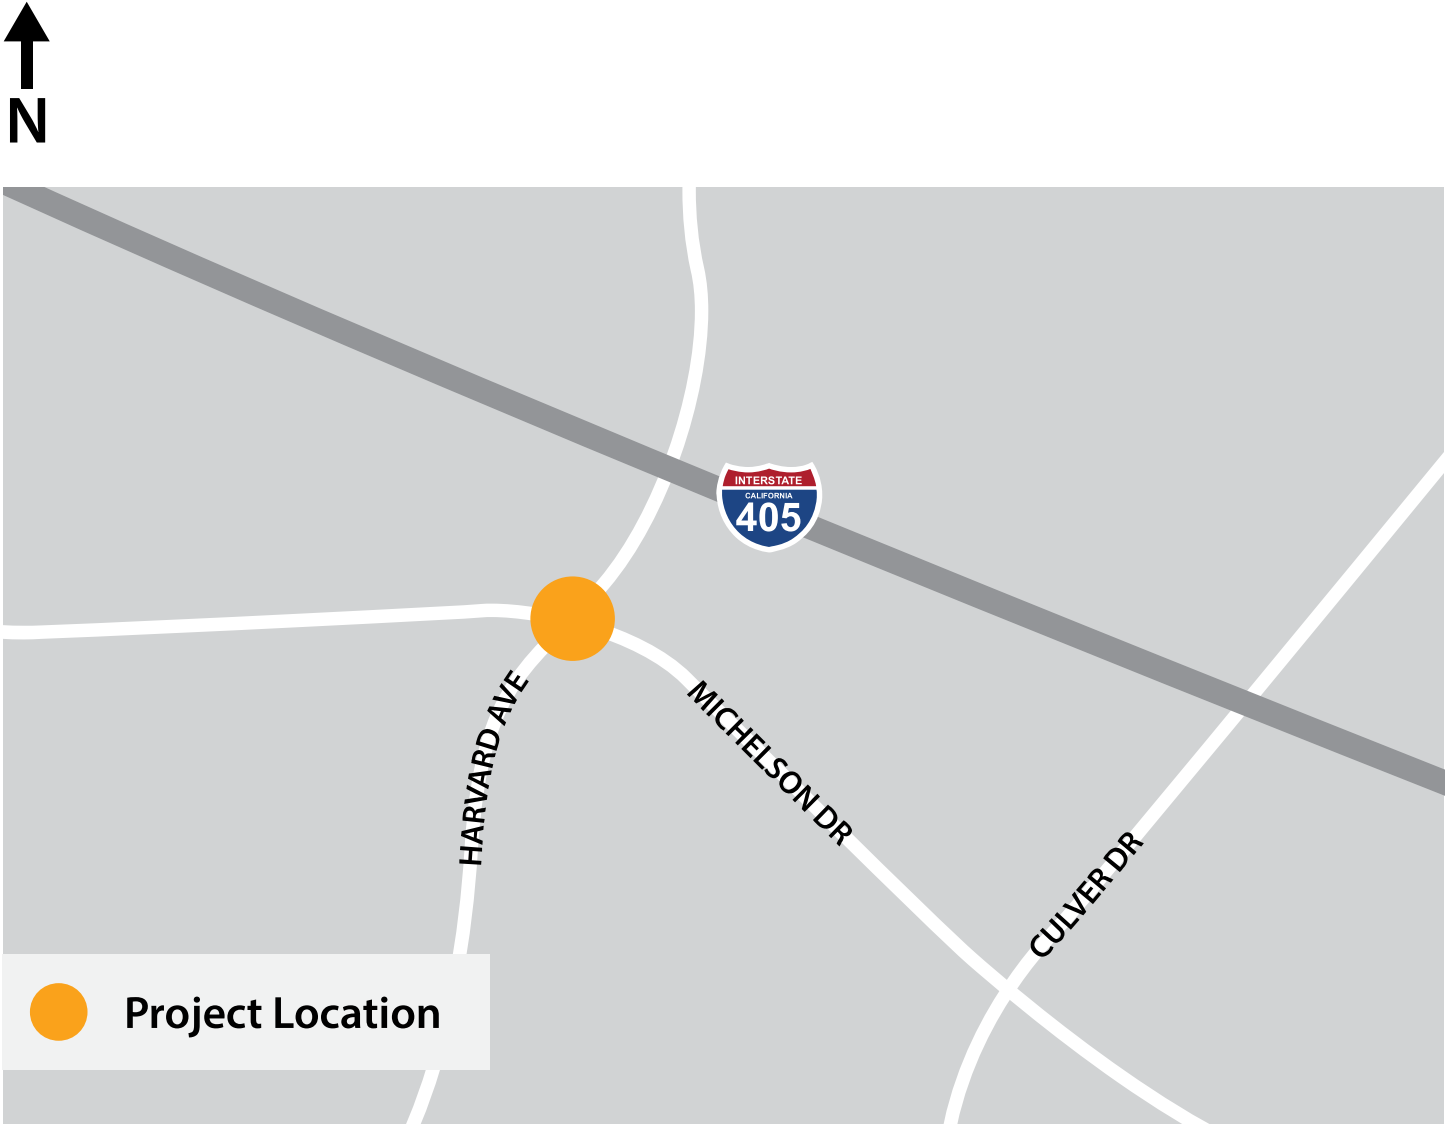 N
INTERSTATE
CALIFORNIA
405
HARVARD AVE
MICHELSON DR
CULVER DR
Project Location